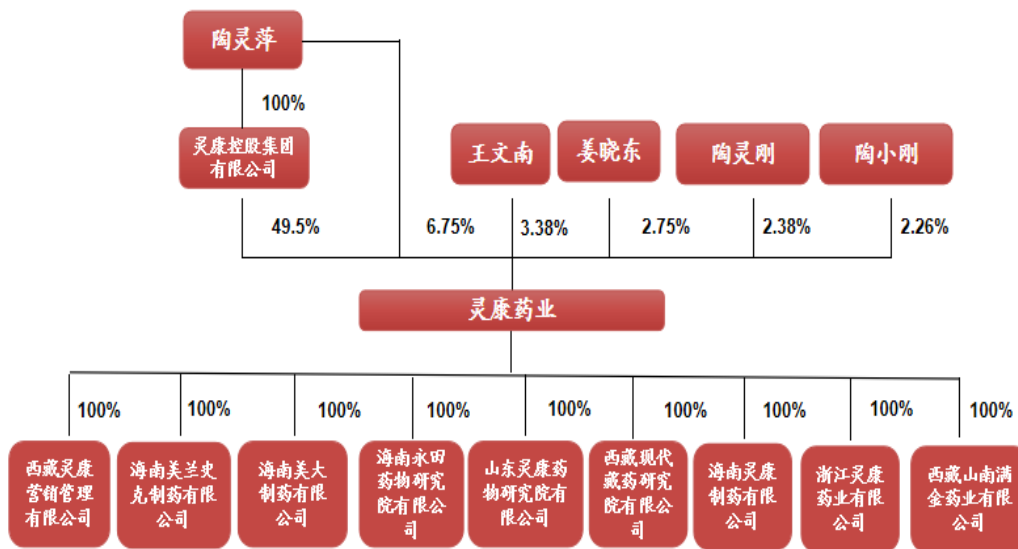 陶灵萍
100%
灵康控股集团
有限公司
王文南
姜晓东
陶灵刚
陶小刚
49.5%
6.75%
3.38%
2.75%
2.38%
2.26%
灵康药业
100%
100%
100%
100%
100%
100%
100%
100%
100%
西藏灵康
营销管理
有限公司
海南美兰史
克制药有限
公司
海南美大
制药有限
公司
海南永田
药物研究
院有限公
司
山东灵康药
物研究院有
限公司
西藏现代
藏药研究
院有限公
司
海南灵康
制药有限
公司
浙江灵康
药业有限
公司
西藏山南满
金药业有限
公司